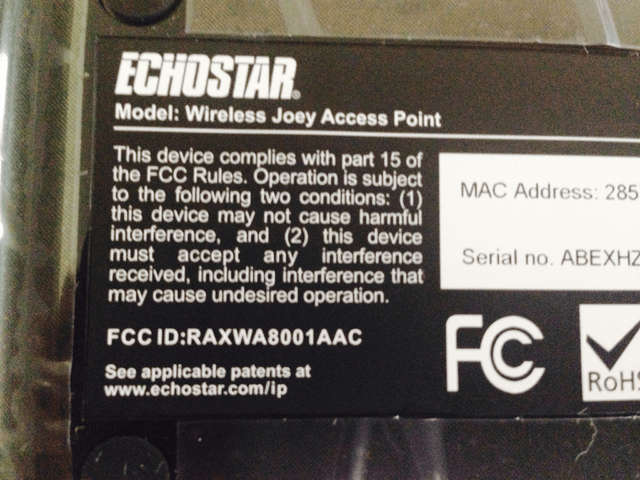 ECHOSTAR.
Model: Wireless Joey Access Point
This device complies with part 15 of
the FCC Rules. Operation is subject
to the following two conditions: (1)
this device may not cause harmful
interference, and (2) this device
must accept any interference
received, including interference that
may cause undesired operation.
FCC ID:RAXWA8001AAC
See applicable patents at
www.echostar.com/ip
MAC Address: 285
Serial no. ABEXHZ
FC
RoHS